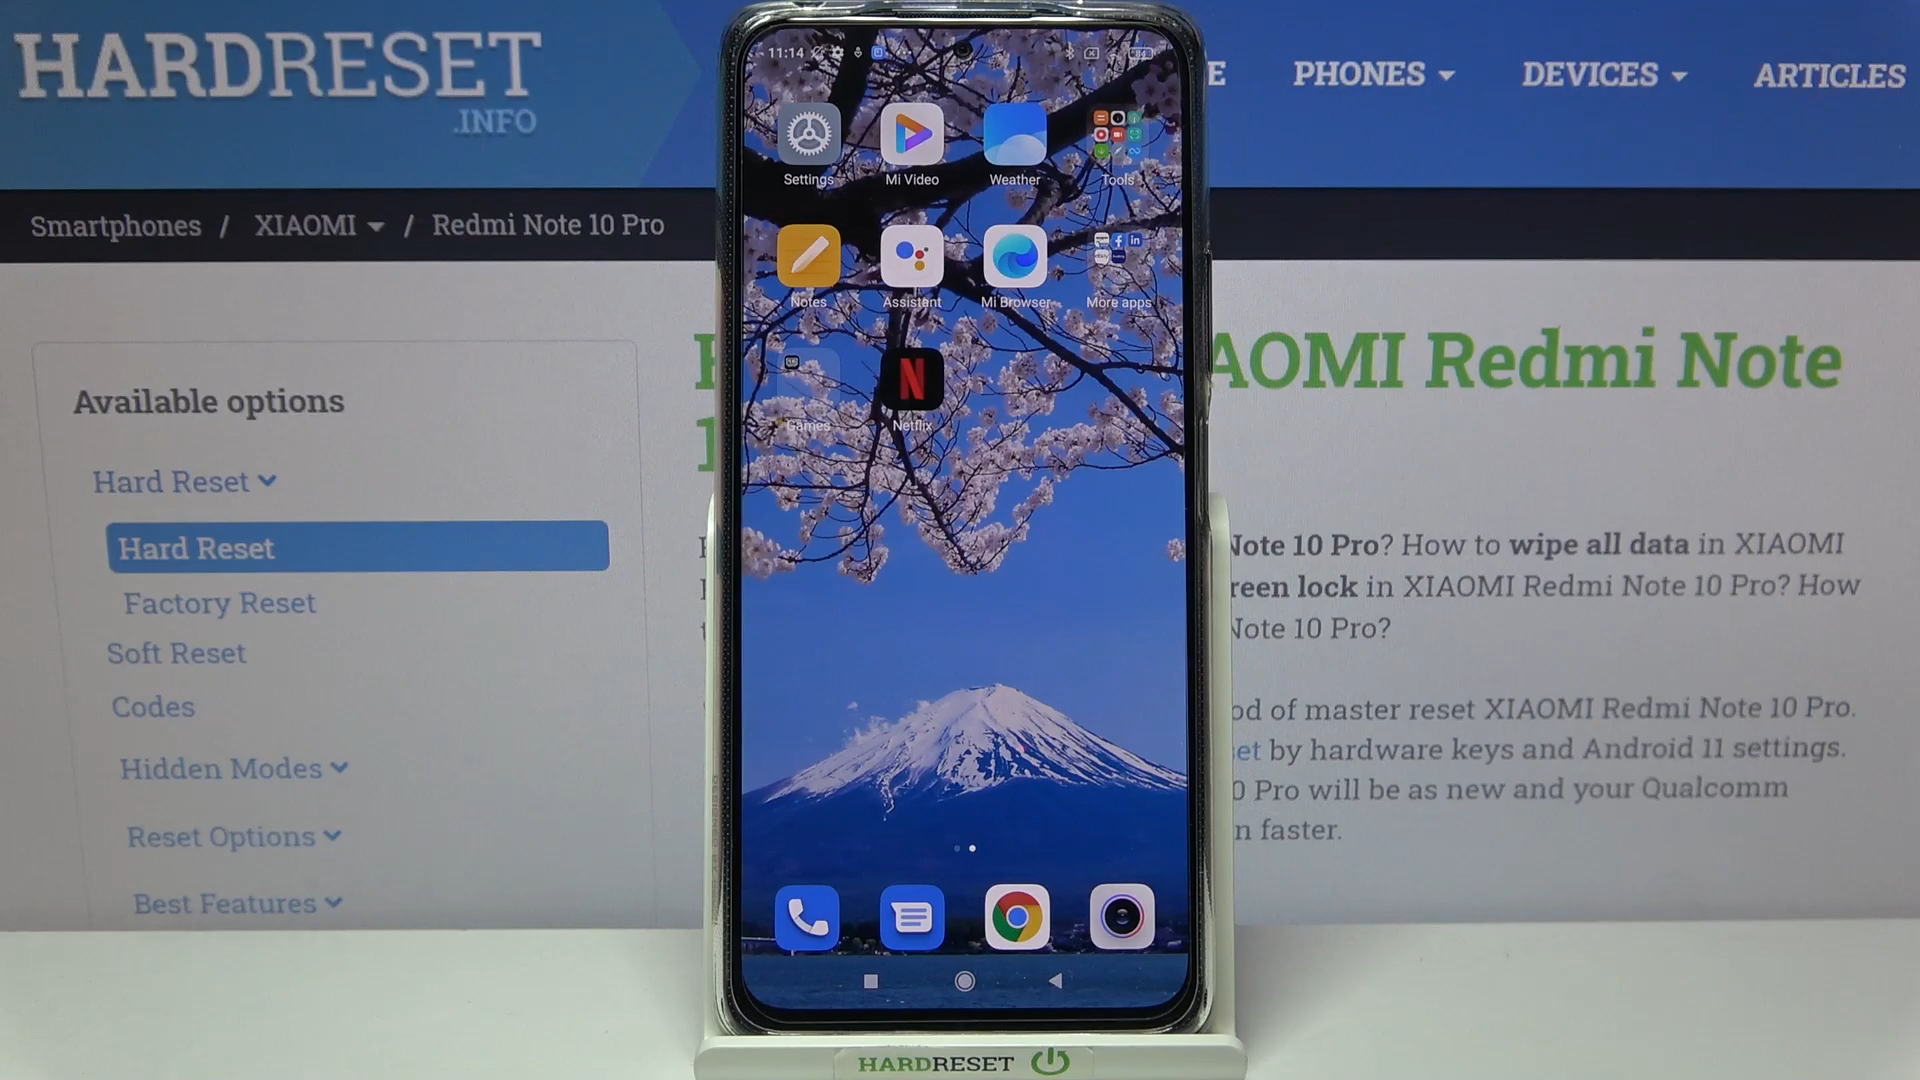 HARDRESET
.INFO
E PHONES DEVICES ARTICLES
Smartphones / XIAOMI / Redmi Note 10 Pro
Available options
Hard Reset
Hard Reset
Factory Reset
Soft Reset
Codes
Hidden Modes
Reset Options
Best Features
11:14
Settings
Mi Video
Weather
Tools
Notes
Assistant
Mi Browser
More apps
Games
N
Netflix
AOMI Redmi Note
1
Note 10 Pro? How to wipe all data in XIAOMI
reen lock in XIAOMI Redmi Note 10 Pro? How
Note 10 Pro?
od of master reset XIAOMI Redmi Note 10 Pro.
set by hardware keys and Android 11 settings.
0 Pro will be as new and your Qualcomm
n faster.
HARDRESET